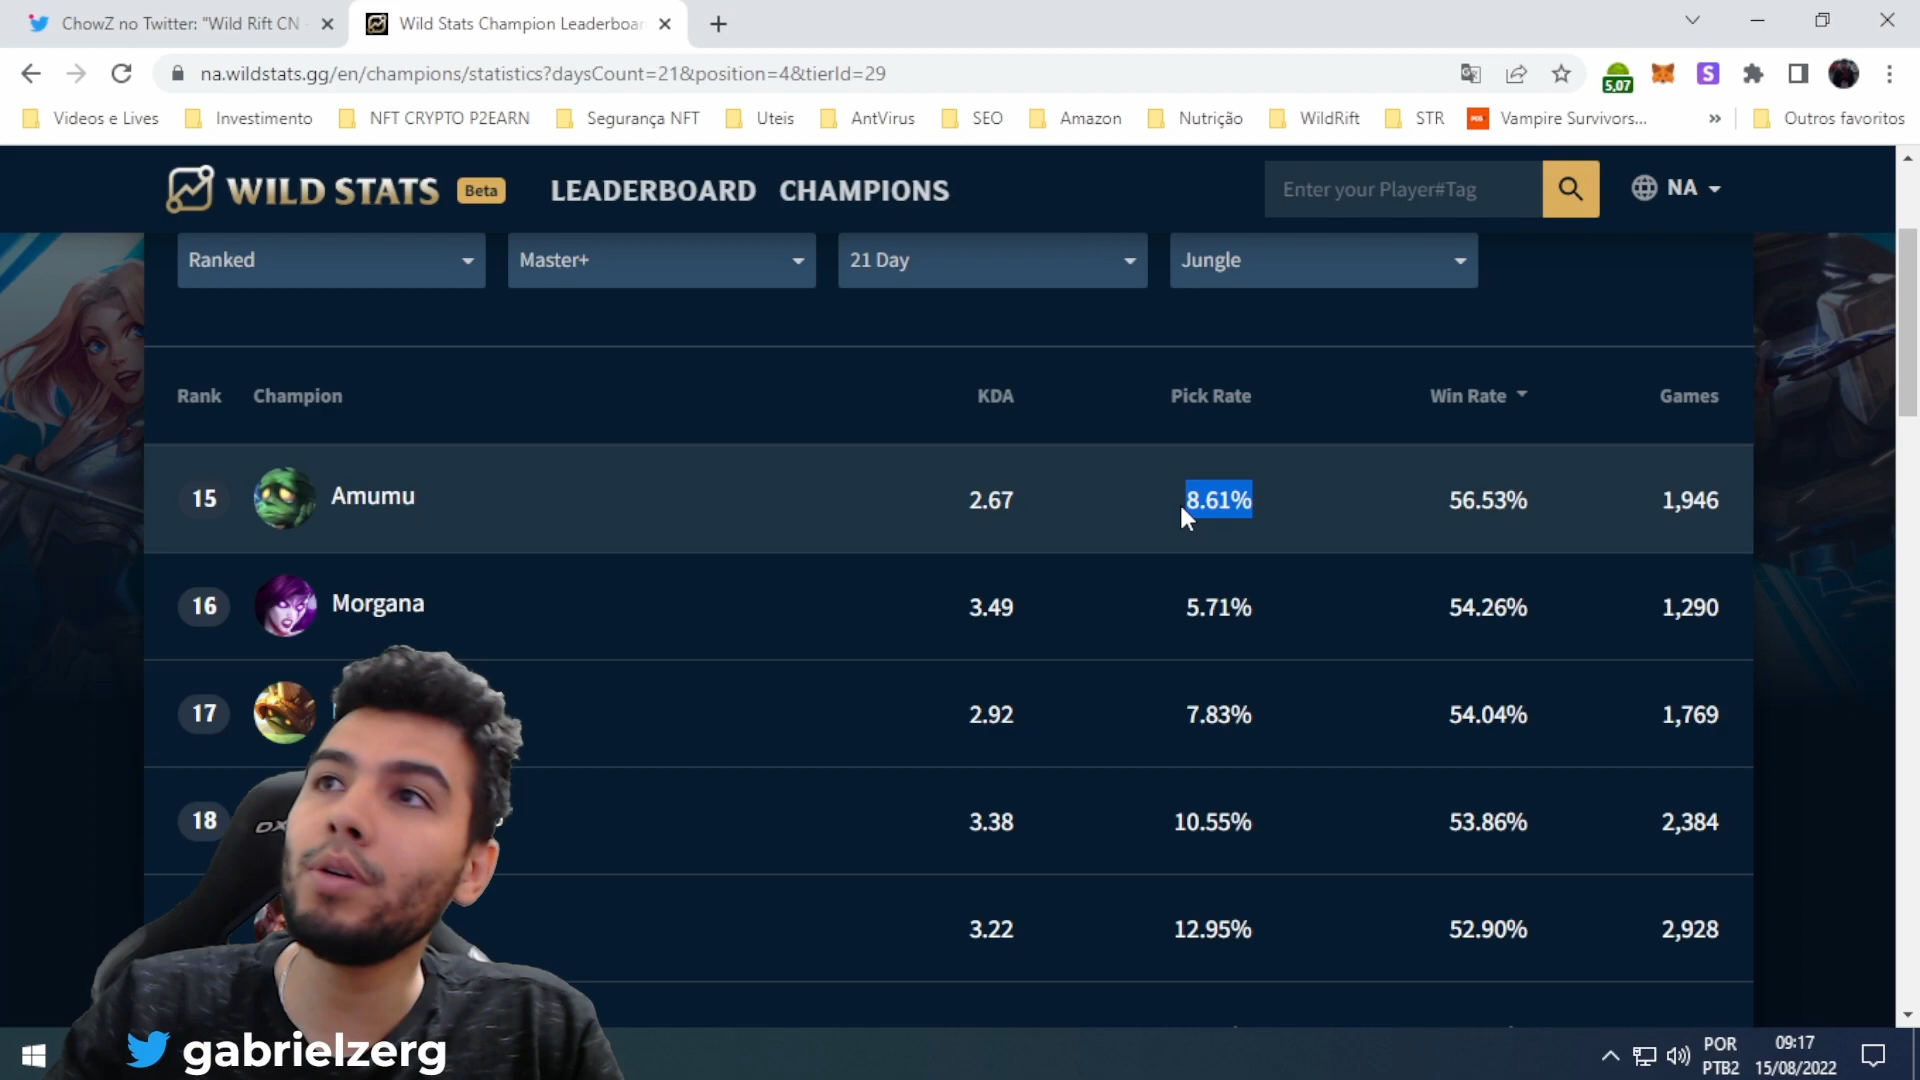 ChowZ no Twitter: "Wild Rift CN
Wild Stats Champion Leaderboar
na.wildstats.gg/en/champions/statistics?daysCount=21&position=4&tierId=29
5,07
Videos e Lives
Investimento
NFT CRYPTO P2EARN
Segurança NFT
Uteis
AntVirus
SEO
Amazon
Nutrição
WildRift
STR
Vampire Survivors...
»
Outros favoritos
WILD STATS Beta LEADERBOARD CHAMPIONS
Enter your Player#Tag
NA
Ranked
Master+
21 Day
Jungle
Rank Champion KDA Pick Rate Win Rate Games
15 Amumu 2.67 8.61% 56.53% 1,946
16 Morgana 3.49 5.71% 54.26% 1,290
17 2.92 7.83% 54.04% 1,769
18 3.38 10.55% 53.86% 2,384
3.22 12.95% 52.90% 2,928
gabrielzerg
POR
PTB2
09:17
15/08/2022